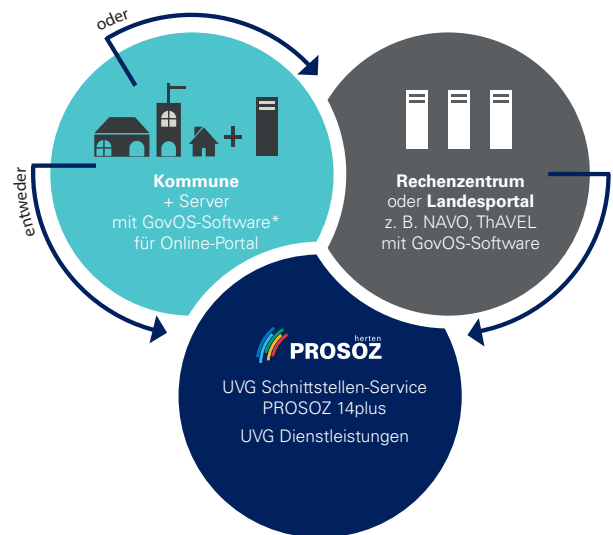 oder
entweder
Kommune
+ Server
mit GovOS-Software*
für Online-Portal
Rechenzentrum
oder Landesportal
z. B. NAVO, ThAVEL
mit GovOS-Software
herten
PROSOZ
UVG Schnittstellen-Service
PROSOZ 14plus
UVG Dienstleistungen